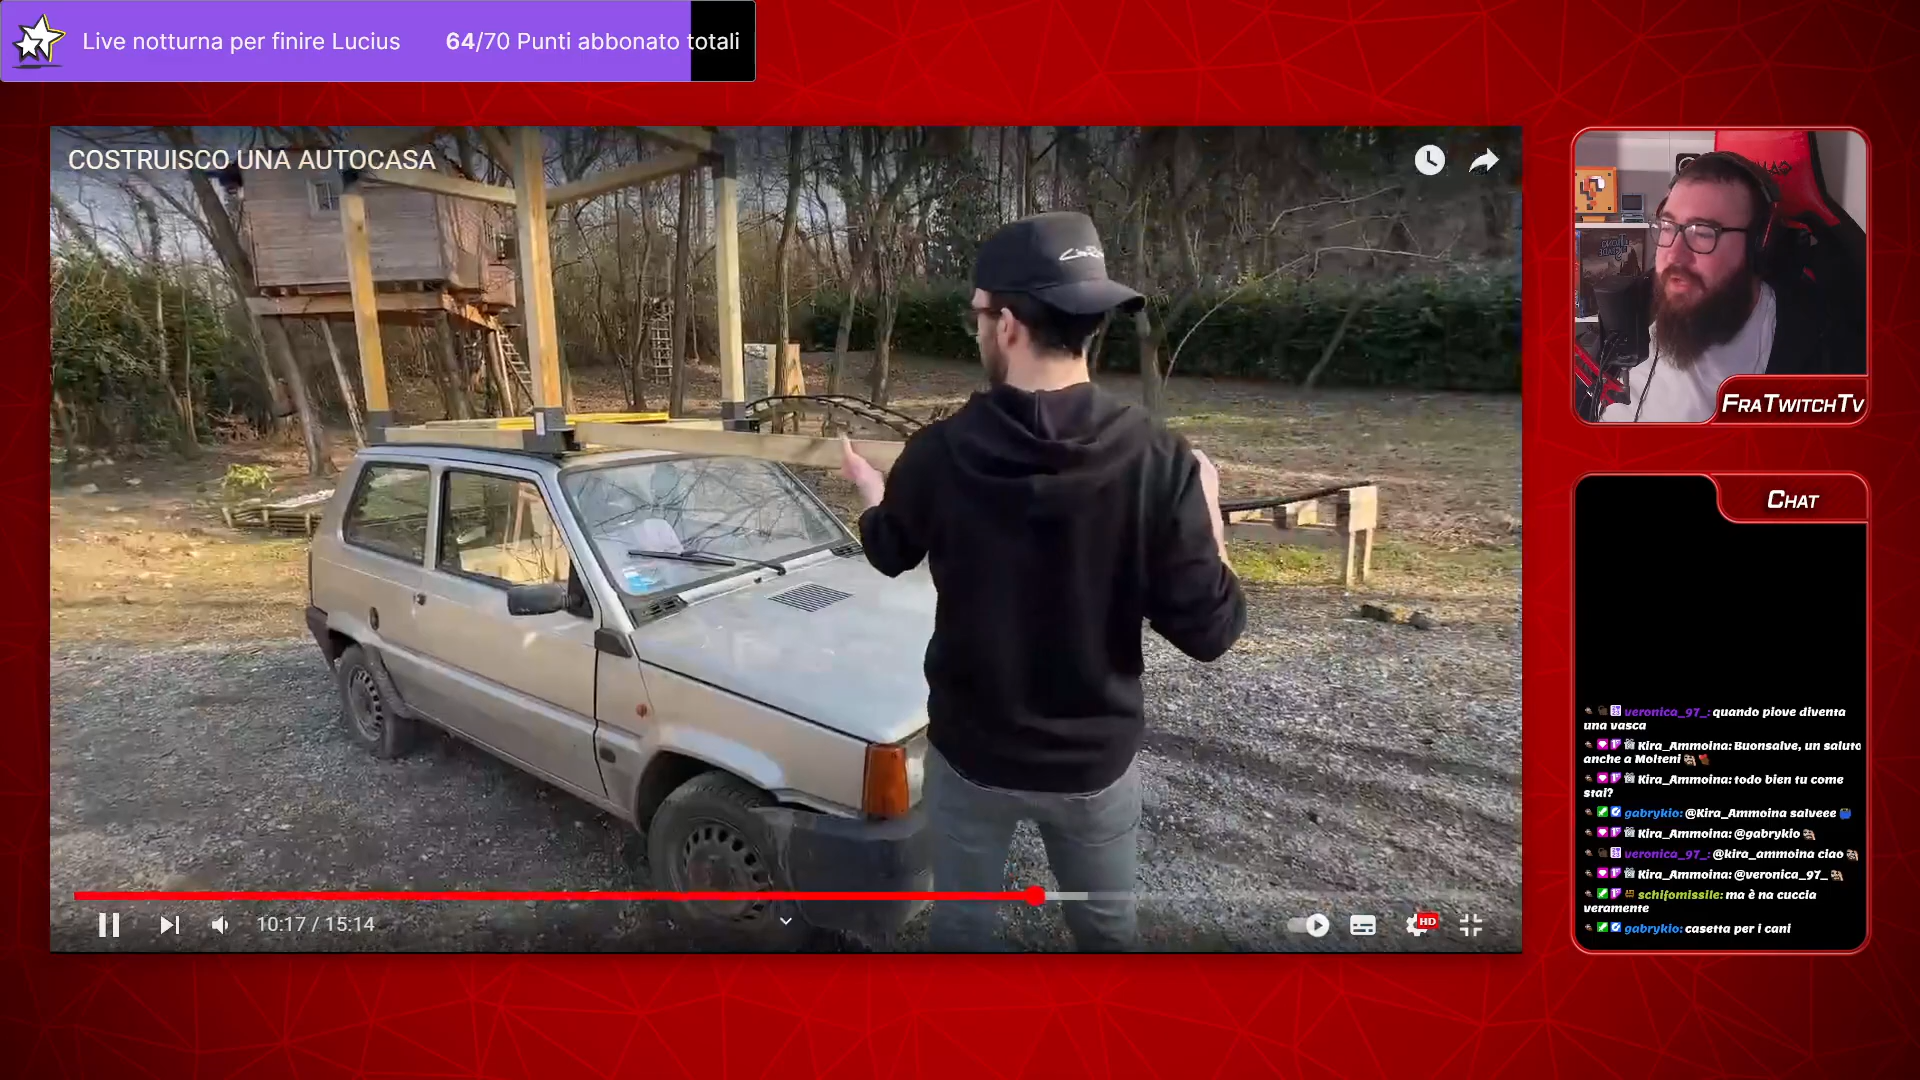 Live notturna per finire Lucius 64/70 Punti abbonato totali
COSTRUISCO UNA AUTOCASA
FRATWITCHTV
CHAT
veronica_97_: quando piove diventa
una vasca
Kira_Ammoina: Buonsalve, un saluto
anche a Molteni
Kira_Ammoina: todo bien tu come
stai?
gabrykio: @Kira_Ammoina salveee
Kira_Ammoina: @gabrykio
veronica_97_: @kira_ammoina ciao
Kira_Ammoina: @veronica_97_
schifomissile: ma è na cuccia
veramente
gabrykio: casetta per i cani
10:17 / 15:14
HD